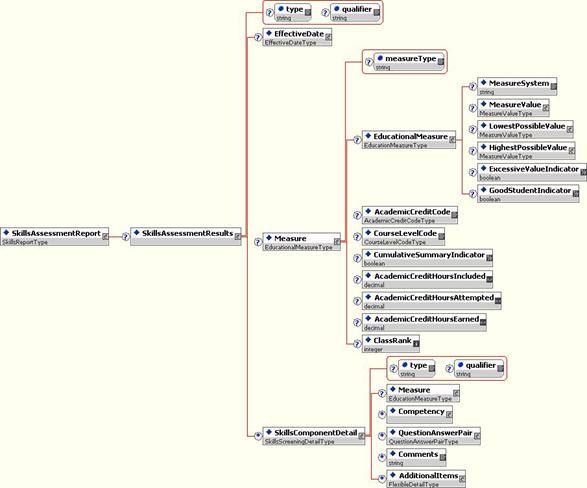 type
string
qualifier
EffectiveDate
EffectiveDateType
measureType
string
EducationalMeasure
EducationMeasureType
MeasureSystem
string
MeasureValue
MeasureValueType
LowestPossibleValue
MeasureValueType
HighestPossibleValue
MeasureValueType
ExcessiveValueIndicator
boolean
GoodStudentIndicator
boolean
SkillsAssessmentReport
SkillsReportType
SkillsAssessmentResults
Measure
EducationalMeasureType
AcademicCreditCode
AcademicCreditCodeType
CourseLevelCode
CourseLevelCodeType
CumulativeSummaryIndicator
boolean
AcademicCreditHoursIncluded
decimal
AcademicCreditHoursAttempted
decimal
AcademicCreditHoursEarned
decimal
ClassRank
integer
SkillsComponentDetail
SkillsScreeningDetailType
type
string
qualifier
string
Measure
EducationMeasureType
Competency
QuestionAnswerPair
QuestionAnswerPairType
Comments
string
AdditionalItems
FlexibleDetailType